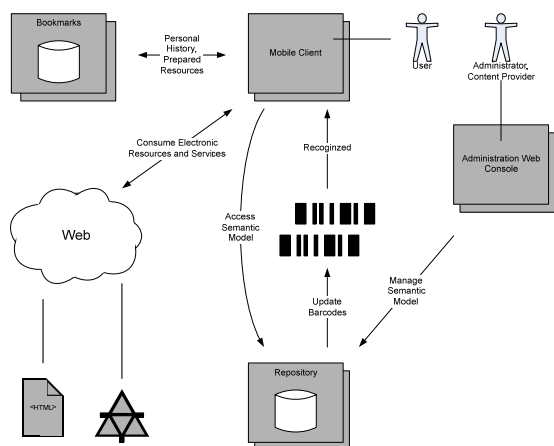 Bookmarks
Personal
History,
Prepared
Resources
Mobile Client
User
Administrator,
Content Provider
Consume Electronic
Resources and Services
Recoginzed
Administration Web
Console
Web
Access
Semantic
Model
Update
Barcodes
Manage
Semantic
Model
<HTML>
Repository